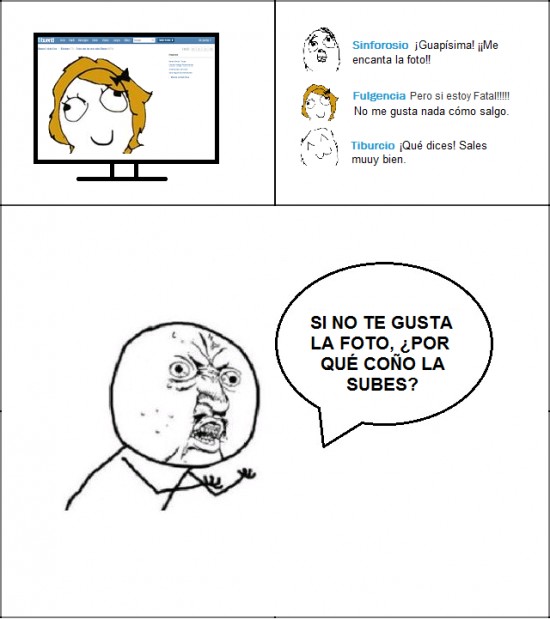 Sinforosio ¡Guapísima! ¡¡Me
encanta la foto!!
Fulgencia Pero si estoy Fatal!!!!!!
No me gusta nada cómo salgo.
Tiburcio ¡Qué dices! Sales
muuy bien.
SI NO TE GUSTA
LA FOTO, ¿POR
QUÉ COÑO LA
SUBES?